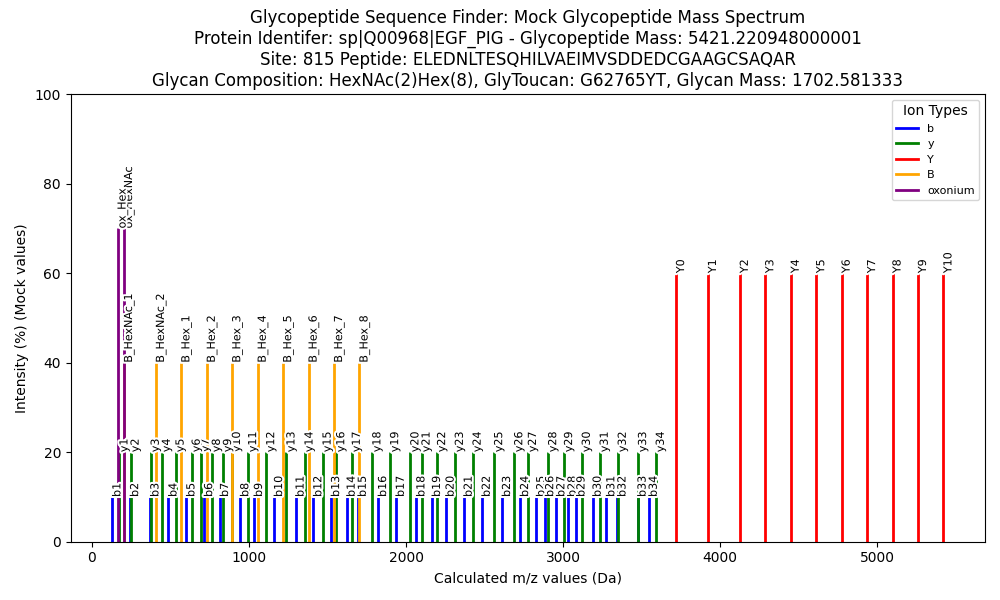 Glycopeptide Sequence Finder: Mock Glycopeptide Mass Spectrum
Protein Identifer: sp|Q00968|EGF_PIG - Glycopeptide Mass: 5421.220948000001
Site: 815 Peptide: ELEDNLTESQHILVAEIMVSDDEDCGAAGCSAQAR
Glycan Composition: HexNAc(2)Hex(8), GlyToucan: G62765YT, Glycan Mass: 1702.581333
100
80
60
40
20
0
Intensity (%) (Mock values)
Ion Types
b
y
Y
B
oxonium
ox_Hex
ox_HexNAc
Y0
Y1
Y2
Y3
Y4
Y5
Y6
Y7
Y8
Y9
Y10
B_HexNAc_1
B_HexNAc_2
B_Hex_1
B_Hex_2
B_Hex_3
B_Hex_4
B_Hex_5
B_Hex_6
B_Hex_7
B_Hex_8
y1
y2
y3
y4
y5
y6
y7
y8
y9
y10
y11
y12
y13
y14
y15
y16
y17
y18
y19
y20
y21
y22
y23
y24
y25
y26
y27
y28
y29
y30
y31
y32
y33
y34
b1
b2
b3
b4
b5
b6
b7
b8
b9
b10
b11
b12
b13
b14
b15
b16
b17
b18
b19
b20
b21
b22
b23
b24
b25
b26
b27
b28
b29
b30
b31
b32
b33
b34
0
1000
2000
3000
4000
5000
Calculated m/z values (Da)